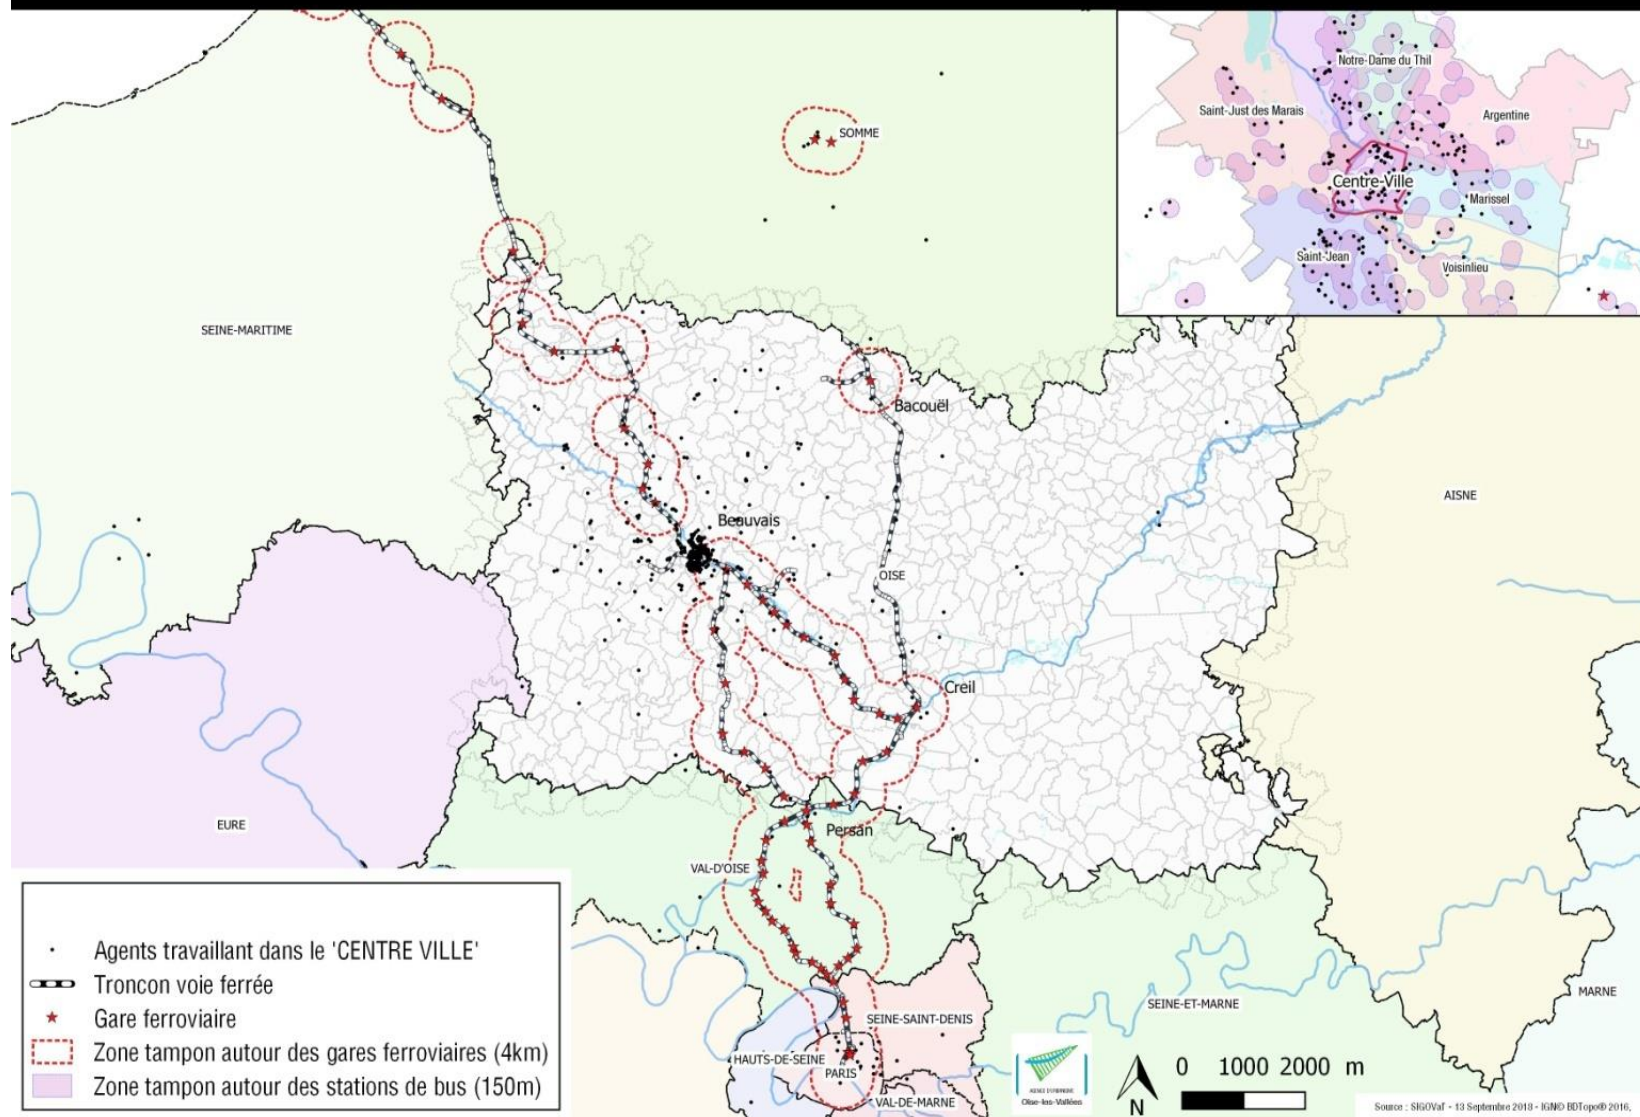 Notre-Dame du Thil
Saint-Just des Marais
Argentine
Centre-Ville
Marissel
Saint-Jean
Voisinlieu
SOMME
SEINE-MARITIME
Bacouël
AISNE
Beauvais
OISE
Creil
EURE
Persan
VAL-D'OISE
SEINE-ET-MARNE
MARNE
SEINE-SAINT-DENIS
HAUTS-DE-SEINE
PARIS
VAL-DE-MARNE
Agents travaillant dans le 'CENTRE VILLE'
Troncon voie ferrée
Gare ferroviaire
Zone tampon autour des gares ferroviaires (4km)
Zone tampon autour des stations de bus (150m)
Oise-les-Vallées
N
0 1000 2000 m
Source : SIGOVaT - 13 Septembre 2018 - IGN© BDTopo® 2016.